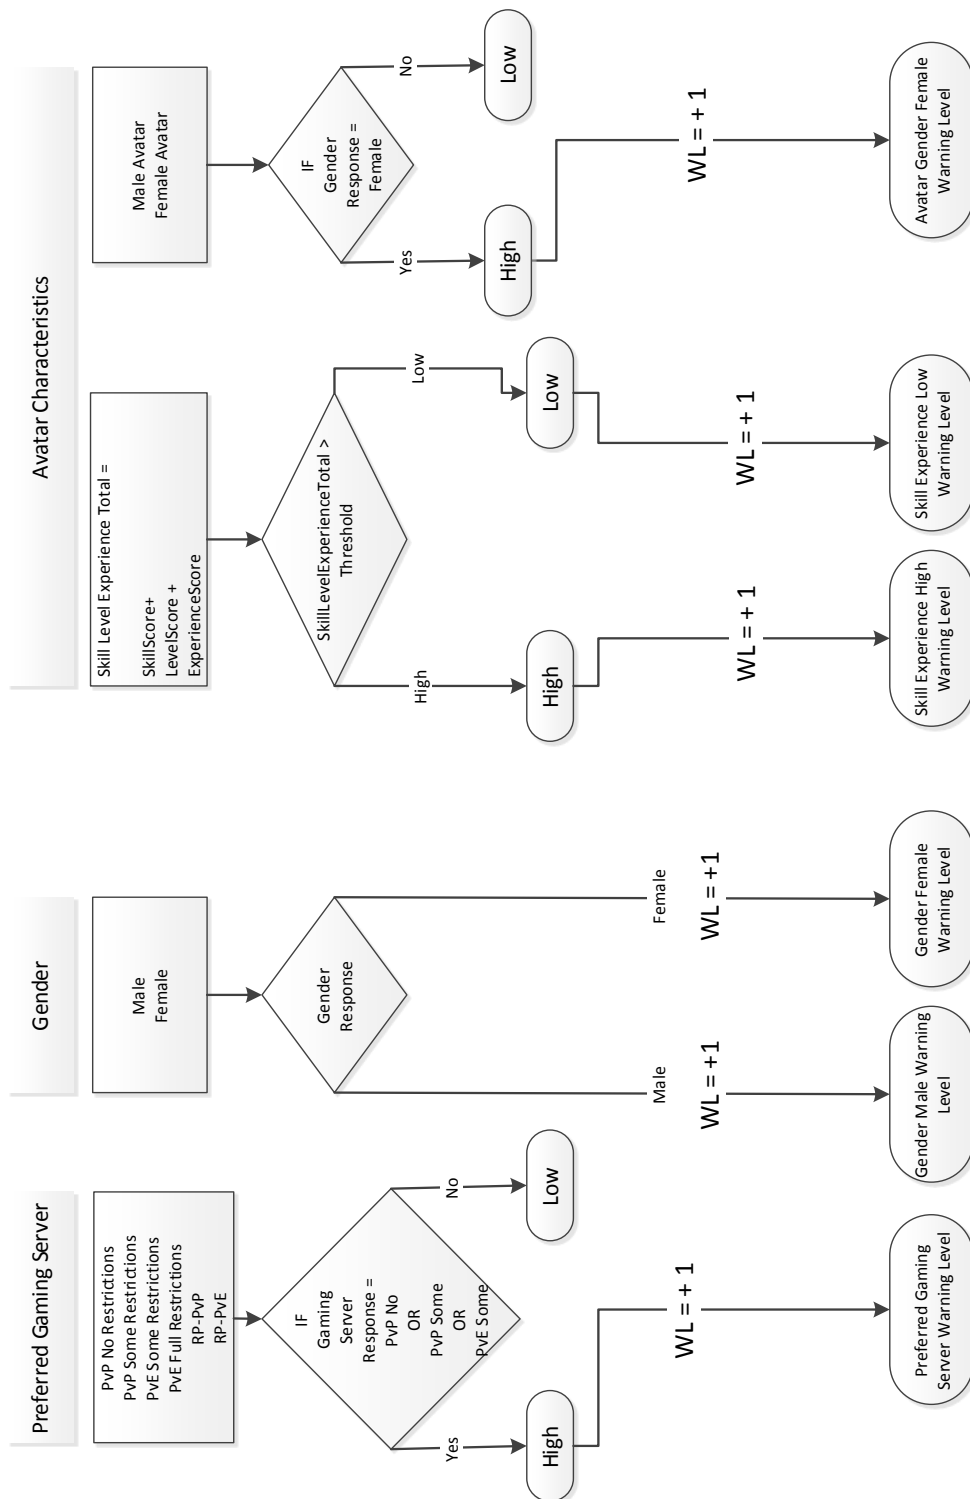 Preferred Gaming Server
PvP No Restrictions
PvP Some Restrictions
PvE Some Restrictions
PvE Full Restrictions
RP-PvP
RP-PvE
IF
Gaming
Server
Response =
PvP No
OR
PvP Some
OR
PvE Some
Yes
No
High
Low
WL = + 1
Preferred Gaming
Server Warning Level
Gender
Male
Female
Gender
Response
Male
Female
WL = +1
WL = +1
Gender Male Warning
Level
Gender Female
Warning Level
Avatar Characteristics
Skill Level Experience Total =
SkillScore+
LevelScore +
ExperienceScore
SkillLevelExperienceTotal >
Threshold
High
Low
High
Low
WL = + 1
WL = + 1
Skill Experience High
Warning Level
Skill Experience Low
Warning Level
Male Avatar
Female Avatar
IF
Gender
Response =
Female
Yes
No
High
Low
WL = + 1
Avatar Gender Female
Warning Level